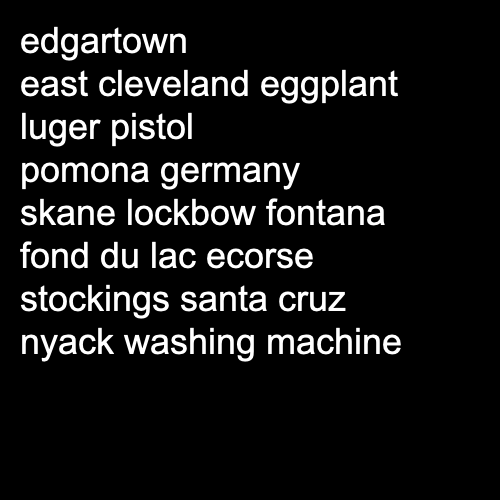 edgartown
east cleveland eggplant
luger pistol
pomona germany
skane lockbow fontana
fond du lac ecorse
stockings santa cruz
nyack washing machine